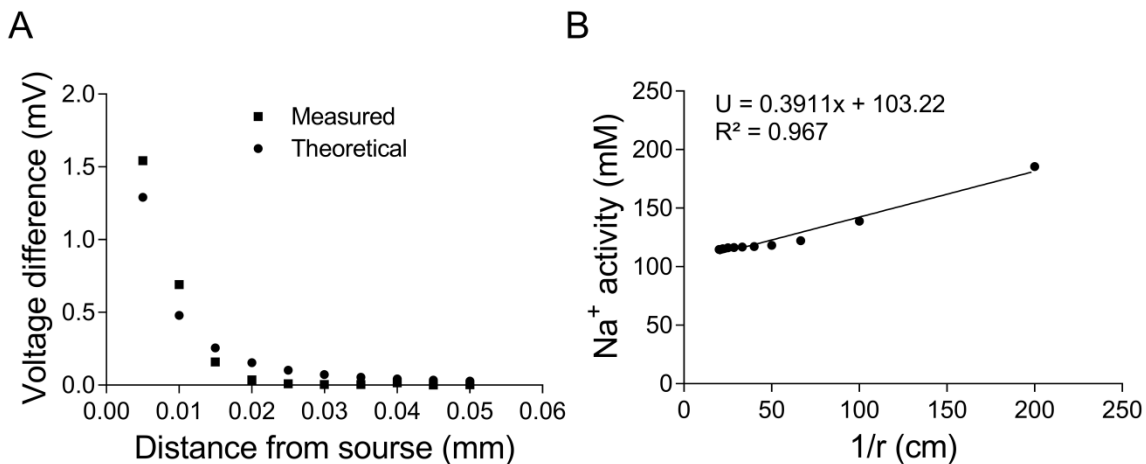 A
Voltage difference (mV)
2.0
1.5
1.0
0.5
0.0
0.00 0.01 0.02 0.03 0.04 0.05 0.06
Distance from sourse (mm)
Measured
Theoretical
B
Na⁺ activity (mM)
250
200
150
100
50
0
0 50 100 150 200 250
1/r (cm)
U = 0.3911x + 103.22
R² = 0.967